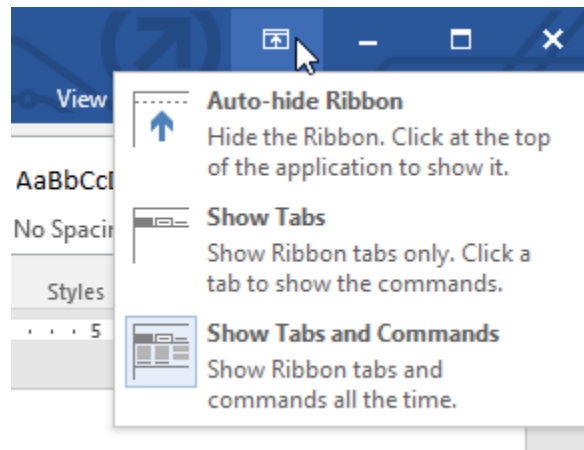 View
Auto-hide Ribbon
Hide the Ribbon. Click at the top
of the application to show it.
AaBbCc
No Spacin
Show Tabs
Show Ribbon tabs only. Click a
tab to show the commands.
Styles
5
Show Tabs and Commands
Show Ribbon tabs and
commands all the time.